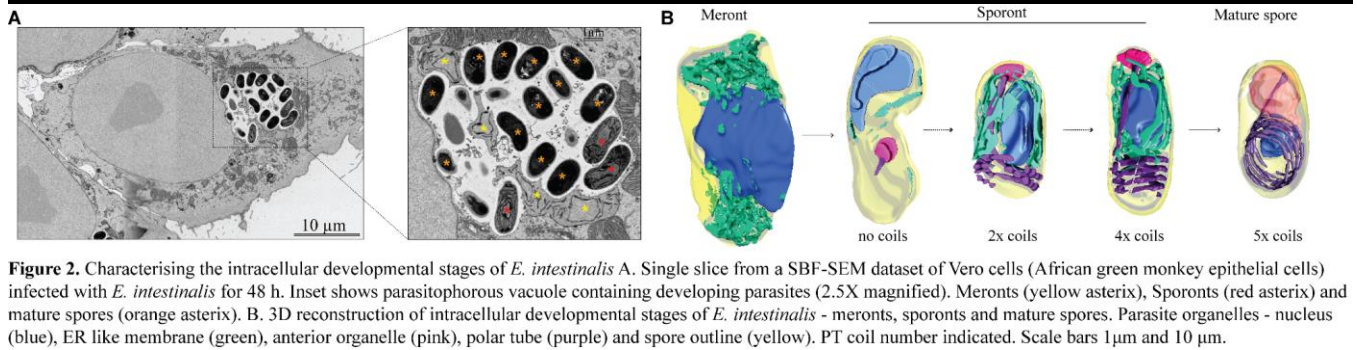 A
B
Meront
Sporont
Mature spore
1µm
10 µm
no coils
2x coils
4x coils
5x coils
Figure 2. Characterising the intracellular developmental stages of E. intestinalis A. Single slice from a SBF-SEM dataset of Vero cells (African green monkey epithelial cells)
infected with E. intestinalis for 48 h. Inset shows parasitophorous vacuole containing developing parasites (2.5X magnified). Meronts (yellow asterix), Sporonts (red asterix) and
mature spores (orange asterix). B. 3D reconstruction of intracellular developmental stages of E. intestinalis - meronts, sporonts and mature spores. Parasite organelles - nucleus
(blue), ER like membrane (green), anterior organelle (pink), polar tube (purple) and spore outline (yellow). PT coil number indicated. Scale bars 1µm and 10 µm.